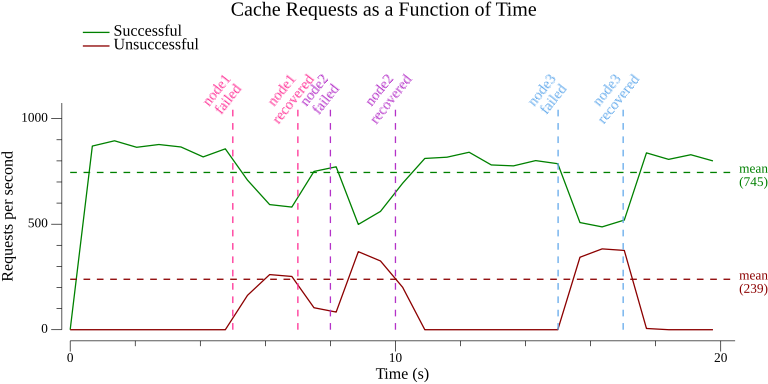 Cache Requests as a Function of Time
Successful
Unsuccessful
node1
failed
node1
recovered
node2
failed
node2
recovered
node3
failed
node3
recovered
1000
500
0
Requests per second
mean
(745)
mean
(239)
0
10
20
Time (s)